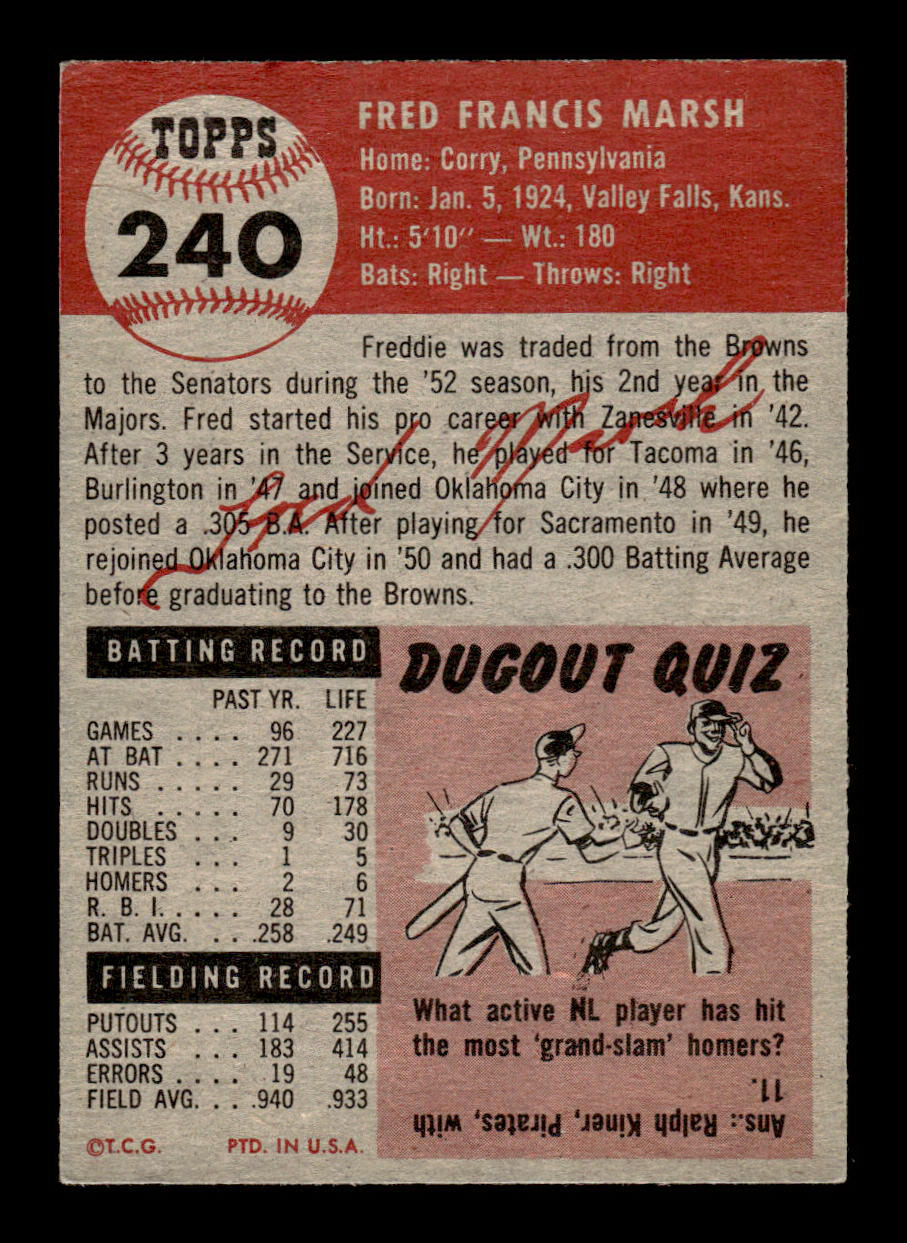 TOPPS
240
FRED FRANCIS MARSH
Home: Corry, Pennsylvania
Born: Jan. 5, 1924, Valley Falls, Kans.
Ht.: 5'10″ — Wt.: 180
Bats: Right — Throws: Right
Freddie was traded from the Browns
to the Senators during the '52 season, his 2nd year in the
Majors. Fred started his pro career with Zanesville in '42.
After 3 years in the Service, he played for Tacoma in '46,
Burlington in '47 and joined Oklahoma City in '48 where he
posted a .305 B.A. After playing for Sacramento in '49, he
rejoined Oklahoma City in '50 and had a .300 Batting Average
before graduating to the Browns.
Fred Marsh
BATTING RECORD
PAST YR. LIFE
GAMES . . . . 96 227
AT BAT . . . . 271 716
RUNS . . . . . 29 73
HITS . . . . . 70 178
DOUBLES . . . 9 30
TRIPLES . . . 1 5
HOMERS . . . 2 6
R. B. I. . . . . 28 71
BAT. AVG. . . .258 .249
FIELDING RECORD
PUTOUTS . . . 114 255
ASSISTS . . . 183 414
ERRORS . . . . 19 48
FIELD AVG. . . .940 .933
©T.C.G. PTD. IN U.S.A.
DUGOUT QUIZ
What active NL player has hit
the most 'grand-slam' homers?
Ans.: Ralph Kiner, Pirates, with
11.